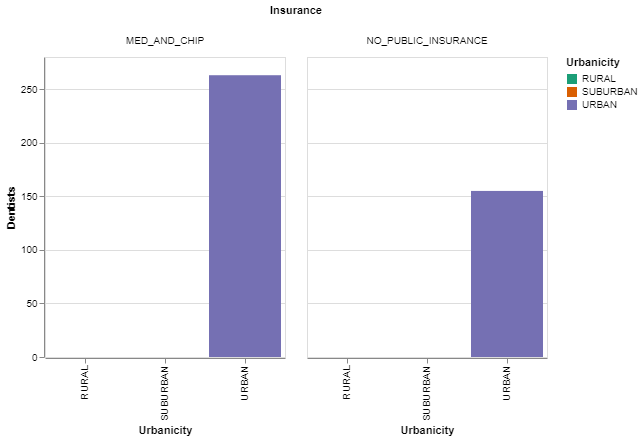 Insurance
MED_AND_CHIP
NO_PUBLIC_INSURANCE
Urbanicity
RURAL
SUBURBAN
URBAN
Dentists
250
200
150
100
50
0
RURAL
SUBURBAN
URBAN
RURAL
SUBURBAN
URBAN
Urbanicity
Urbanicity